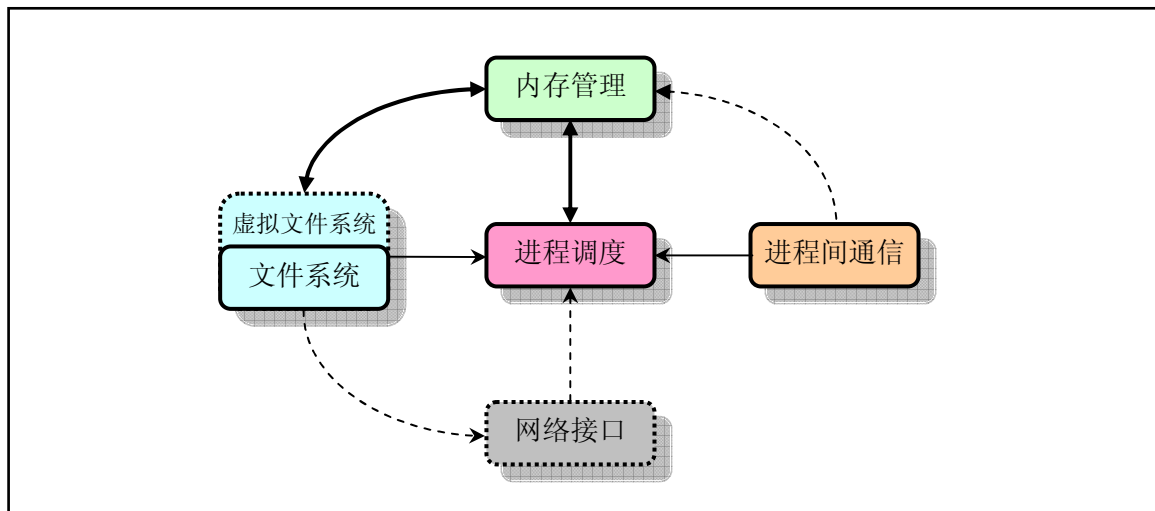 内存管理
虚拟文件系统
文件系统
进程调度
进程间通信
网络接口